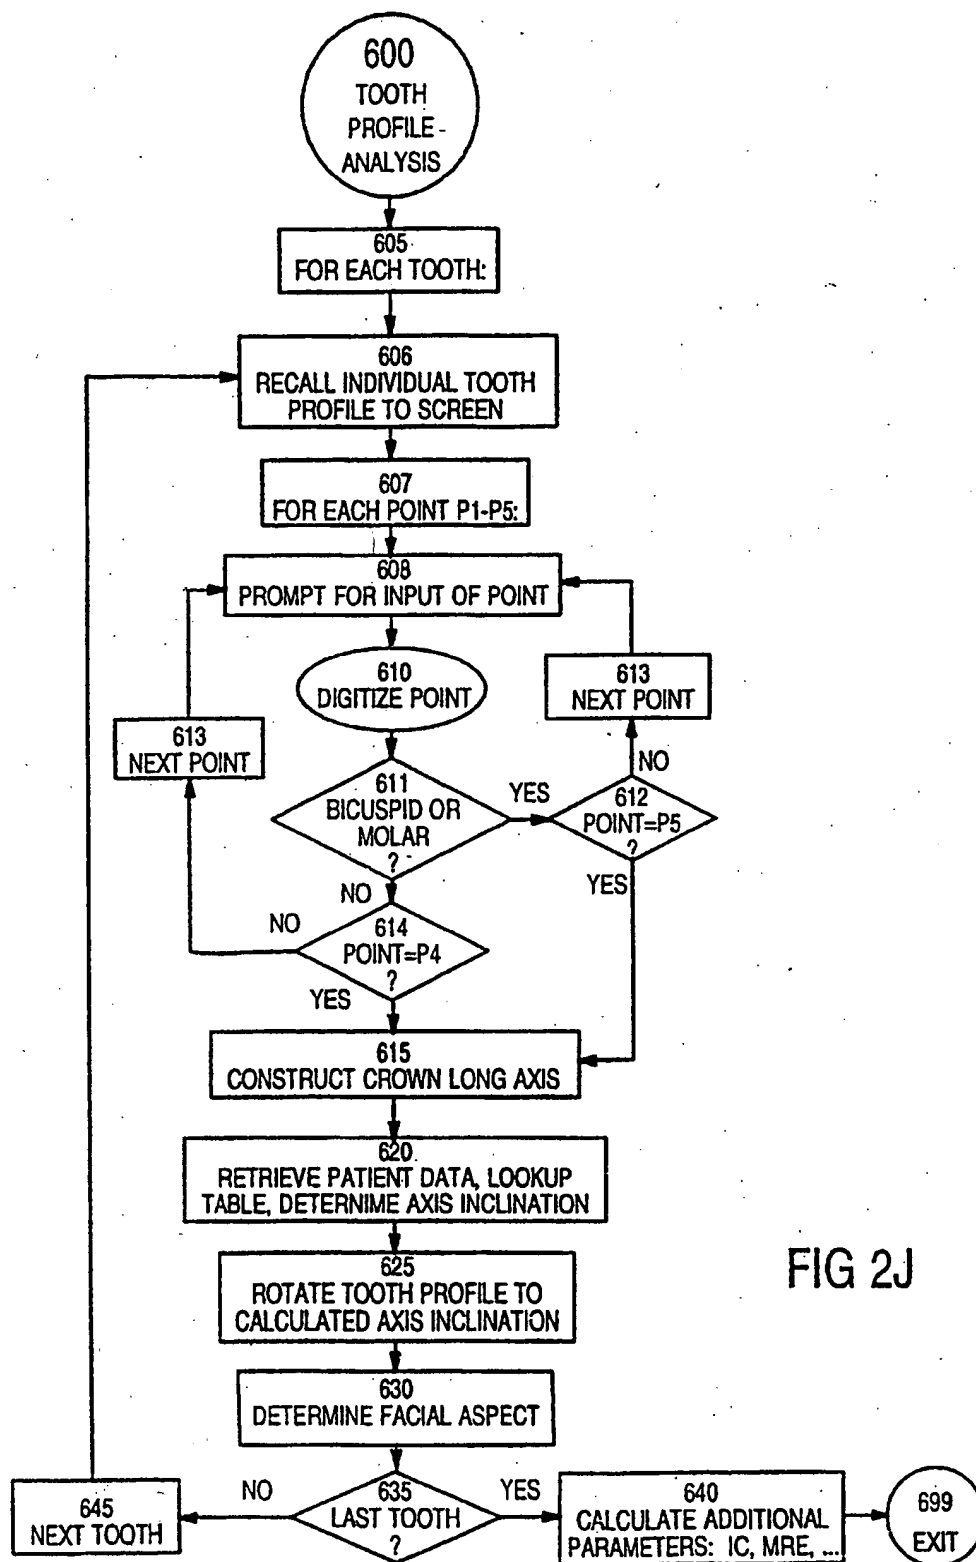 600
TOOTH
PROFILE-
ANALYSIS
605
FOR EACH TOOTH:
606
RECALL INDIVIDUAL TOOTH
PROFILE TO SCREEN
607
FOR EACH POINT P1-P5:
608
PROMPT FOR INPUT OF POINT
610
DIGITIZE POINT
613
NEXT POINT
613
NEXT POINT
611
BICUSPID OR
MOLAR
?
YES
NO
612
POINT=P5
?
NO
YES
614
POINT=P4
?
NO
YES
615
CONSTRUCT CROWN LONG AXIS
620
RETRIEVE PATIENT DATA, LOOKUP
TABLE, DETERNIME AXIS INCLINATION
625
ROTATE TOOTH PROFILE TO
CALCULATED AXIS INCLINATION
FIG 2J
630
DETERMINE FACIAL ASPECT
635
LAST TOOTH
?
NO
YES
645
NEXT TOOTH
640
CALCULATE ADDITIONAL
PARAMETERS: IC, MRE, ...
699
EXIT